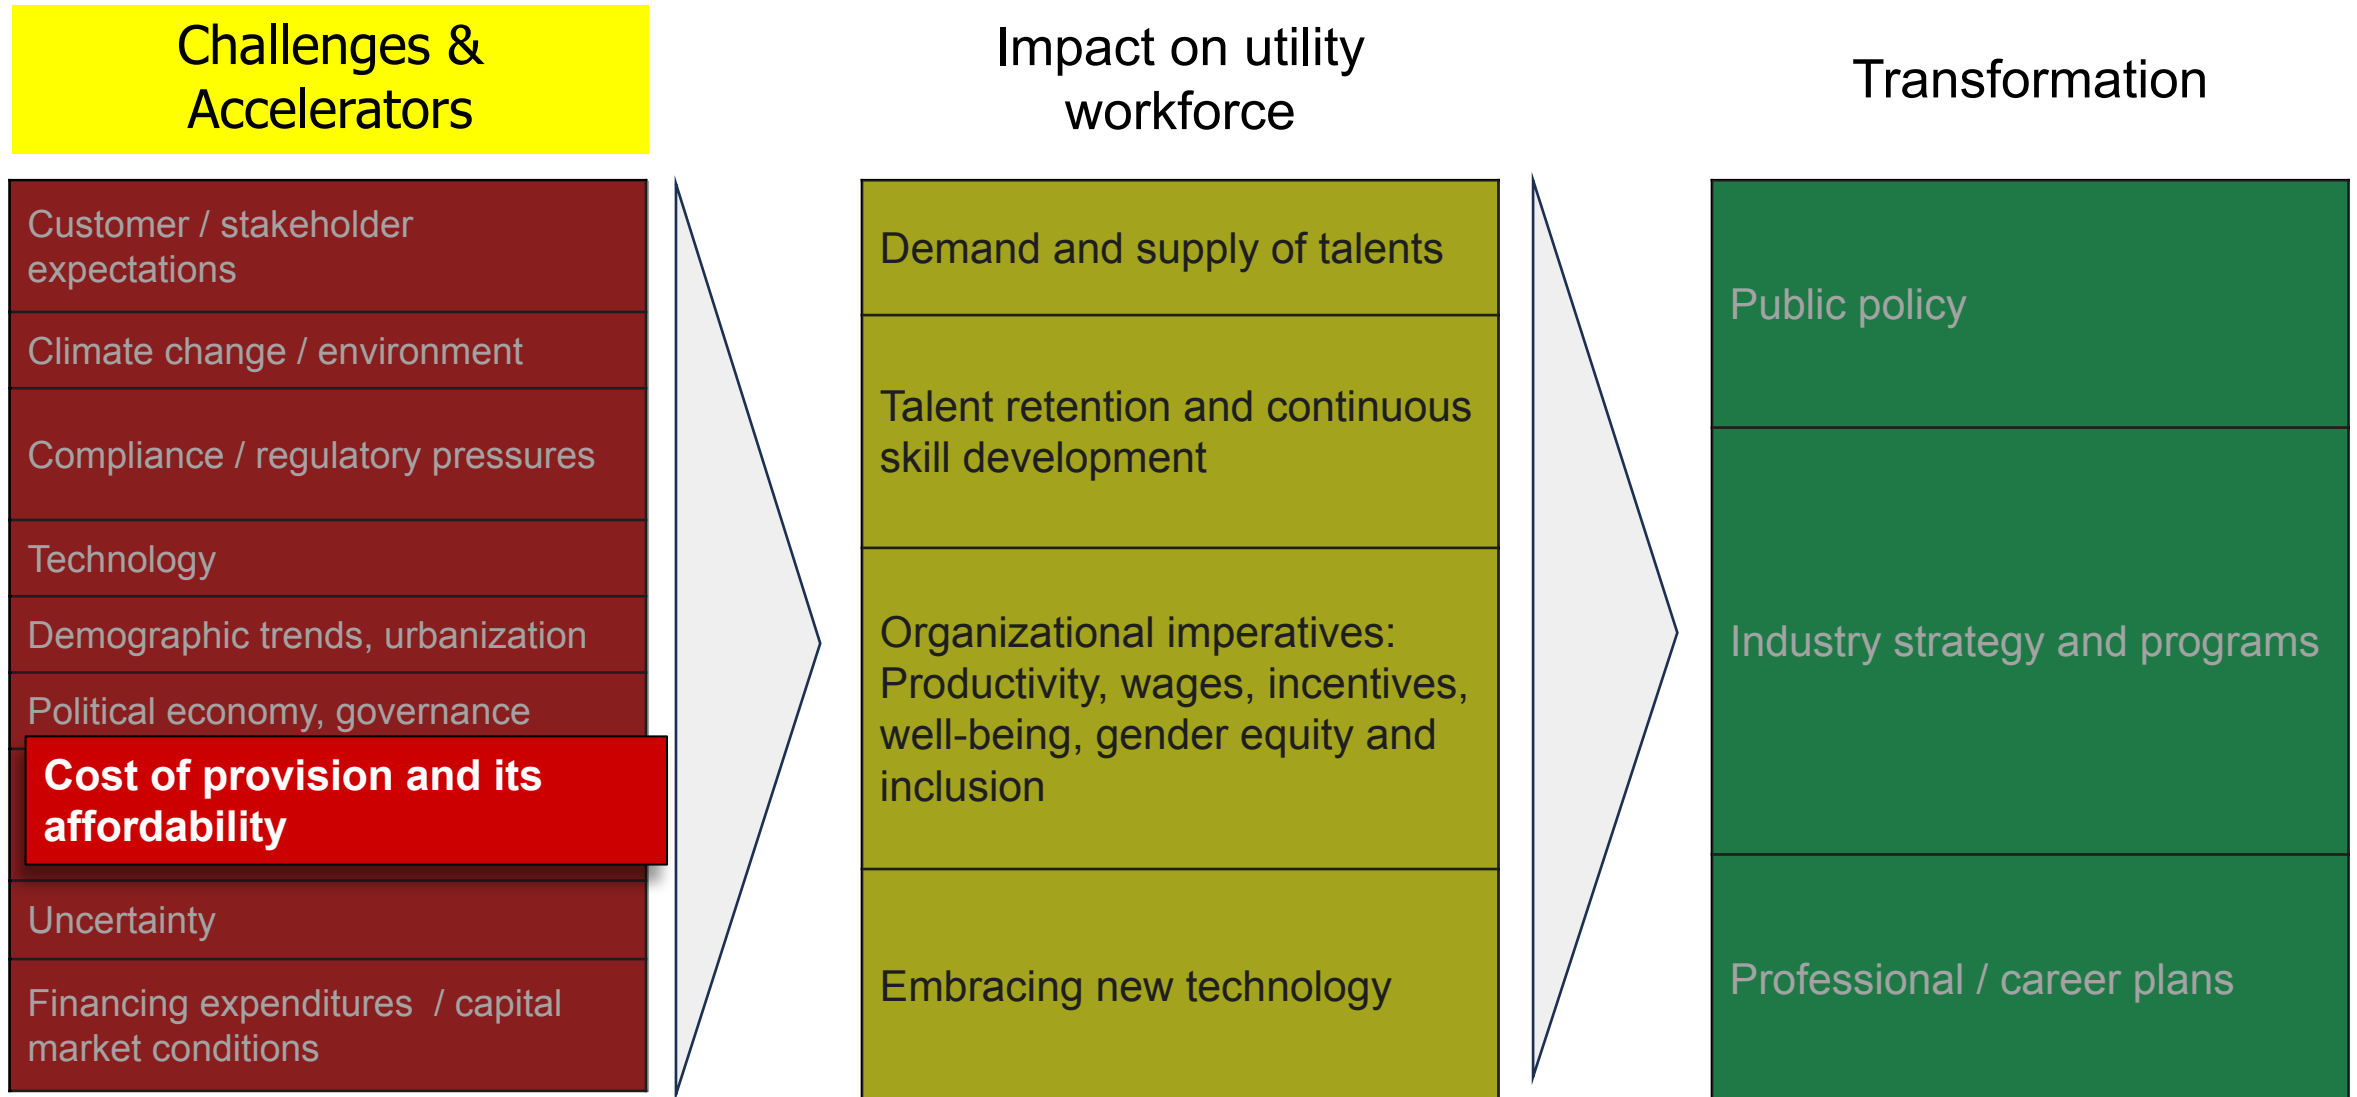 Challenges &
Accelerators
Customer / stakeholder
expectations
Climate change / environment
Compliance / regulatory pressures
Technology
Demographic trends, urbanization
Political economy, governance
Cost of provision and its
affordability
Uncertainty
Financing expenditures  / capital
market conditions
Impact on utility
workforce
Demand and supply of talents
Talent retention and continuous
skill development
Organizational imperatives:
Productivity, wages, incentives,
well-being, gender equity and
inclusion
Embracing new technology
Transformation
Public policy
Industry strategy and programs
Professional / career plans